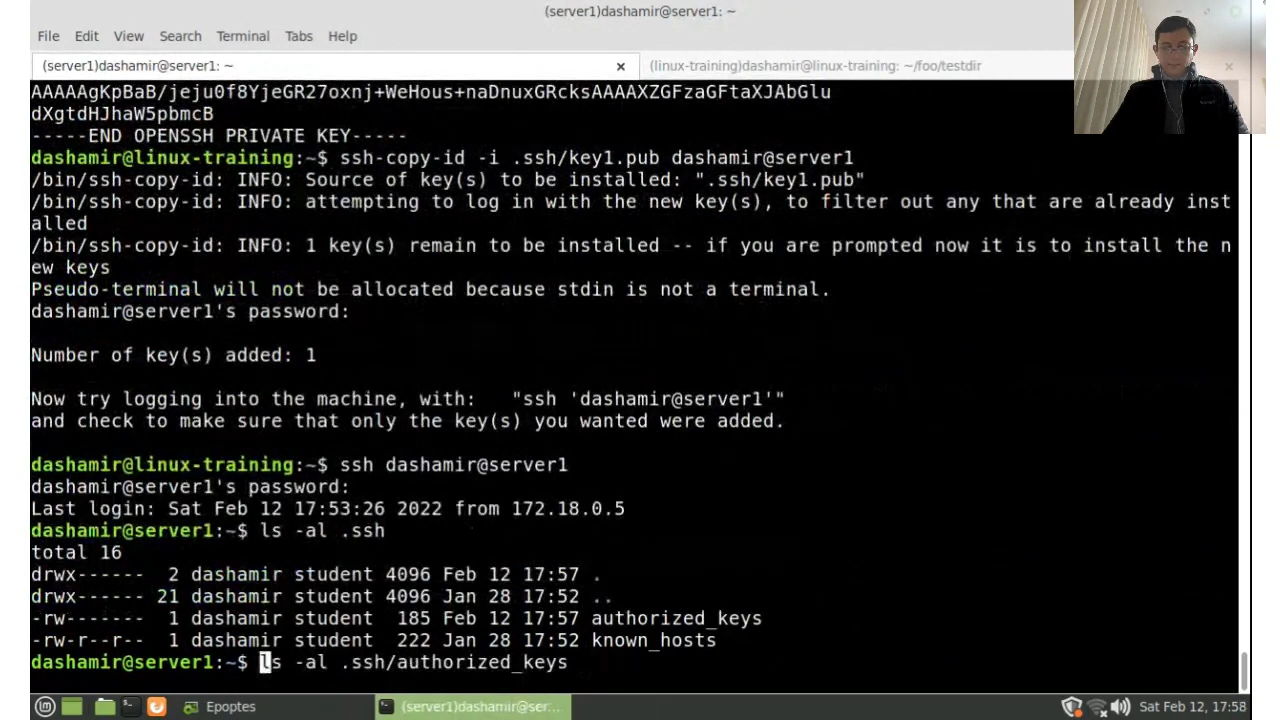 (server1)dashamir@server1: ~
File Edit View Search Terminal Tabs Help
(server1)dashamir@server1: ~ × (linux-training)dashamir@linux-training: ~/foo/testdir ×
AAAAAgKpBaB/jeju0f8YjeGR27oxnj+WeHous+naDnuxGRcksAAAAXZGFzaGFtaXJAbGlu
dXgtdHJhaW5pbmcB
-----END OPENSSH PRIVATE KEY-----
dashamir@linux-training:~$ ssh-copy-id -i .ssh/key1.pub dashamir@server1
/bin/ssh-copy-id: INFO: Source of key(s) to be installed: ".ssh/key1.pub"
/bin/ssh-copy-id: INFO: attempting to log in with the new key(s), to filter out any that are already inst
alled
/bin/ssh-copy-id: INFO: 1 key(s) remain to be installed -- if you are prompted now it is to install the n
ew keys
Pseudo-terminal will not be allocated because stdin is not a terminal.
dashamir@server1's password:
Number of key(s) added: 1
Now try logging into the machine, with:   "ssh 'dashamir@server1'"
and check to make sure that only the key(s) you wanted were added.
dashamir@linux-training:~$ ssh dashamir@server1
dashamir@server1's password:
Last login: Sat Feb 12 17:53:26 2022 from 172.18.0.5
dashamir@server1:~$ ls -al .ssh
total 16
drwx------  2 dashamir student 4096 Feb 12 17:57 .
drwx------ 21 dashamir student 4096 Jan 28 17:52 ..
-rw-------  1 dashamir student  185 Feb 12 17:57 authorized_keys
-rw-r--r--  1 dashamir student  222 Jan 28 17:52 known_hosts
dashamir@server1:~$ ls -al .ssh/authorized_keys
Epoptes (server1)dashamir@ser... Sat Feb 12, 17:58